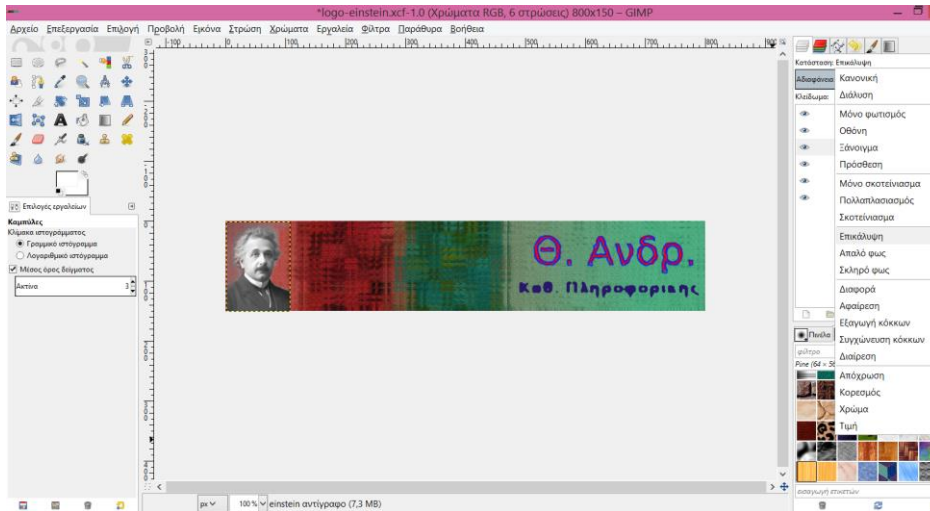 *logo-einstein.xcf-1.0 (Χρώματα RGB, 6 στρώσεις) 800x150 – GIMP
Αρχείο Επεξεργασία Επιλογή Προβολή Εικόνα Στρώση Χρώματα Εργαλεία Φίλτρα Παράθυρα Βοήθεια
Επιλογές εργαλείων
Καμπύλες
Κλίμακα ιστογράμματος
Γραμμικό ιστόγραμμα
Λογαριθμικό ιστόγραμμα
Μέσος όρος δείγματος
Ακτίνα 3
Θ. Ανδρ.
Καθ. Πληροφορικης
px 100% einstein αντίγραφο (7,3 MB)
Κατάσταση: Επικάλυψη
Αδιαφάνεια
Κλείδωμα:
Κανονική
Διάλυση
Μόνο φωτισμός
Οθόνη
Ξάνοιγμα
Πρόσθεση
Μόνο σκοτείνιασμα
Πολλαπλασιασμός
Σκοτείνιασμα
Επικάλυψη
Απαλό φως
Σκληρό φως
Διαφορά
Αφαίρεση
Εξαγωγή κόκκων
Συγχώνευση κόκκων
Διαίρεση
Απόχρωση
Κορεσμός
Χρώμα
Τιμή
Πινέλα
φίλτρο
Pine (64 ×
εισαγωγή ετικετών